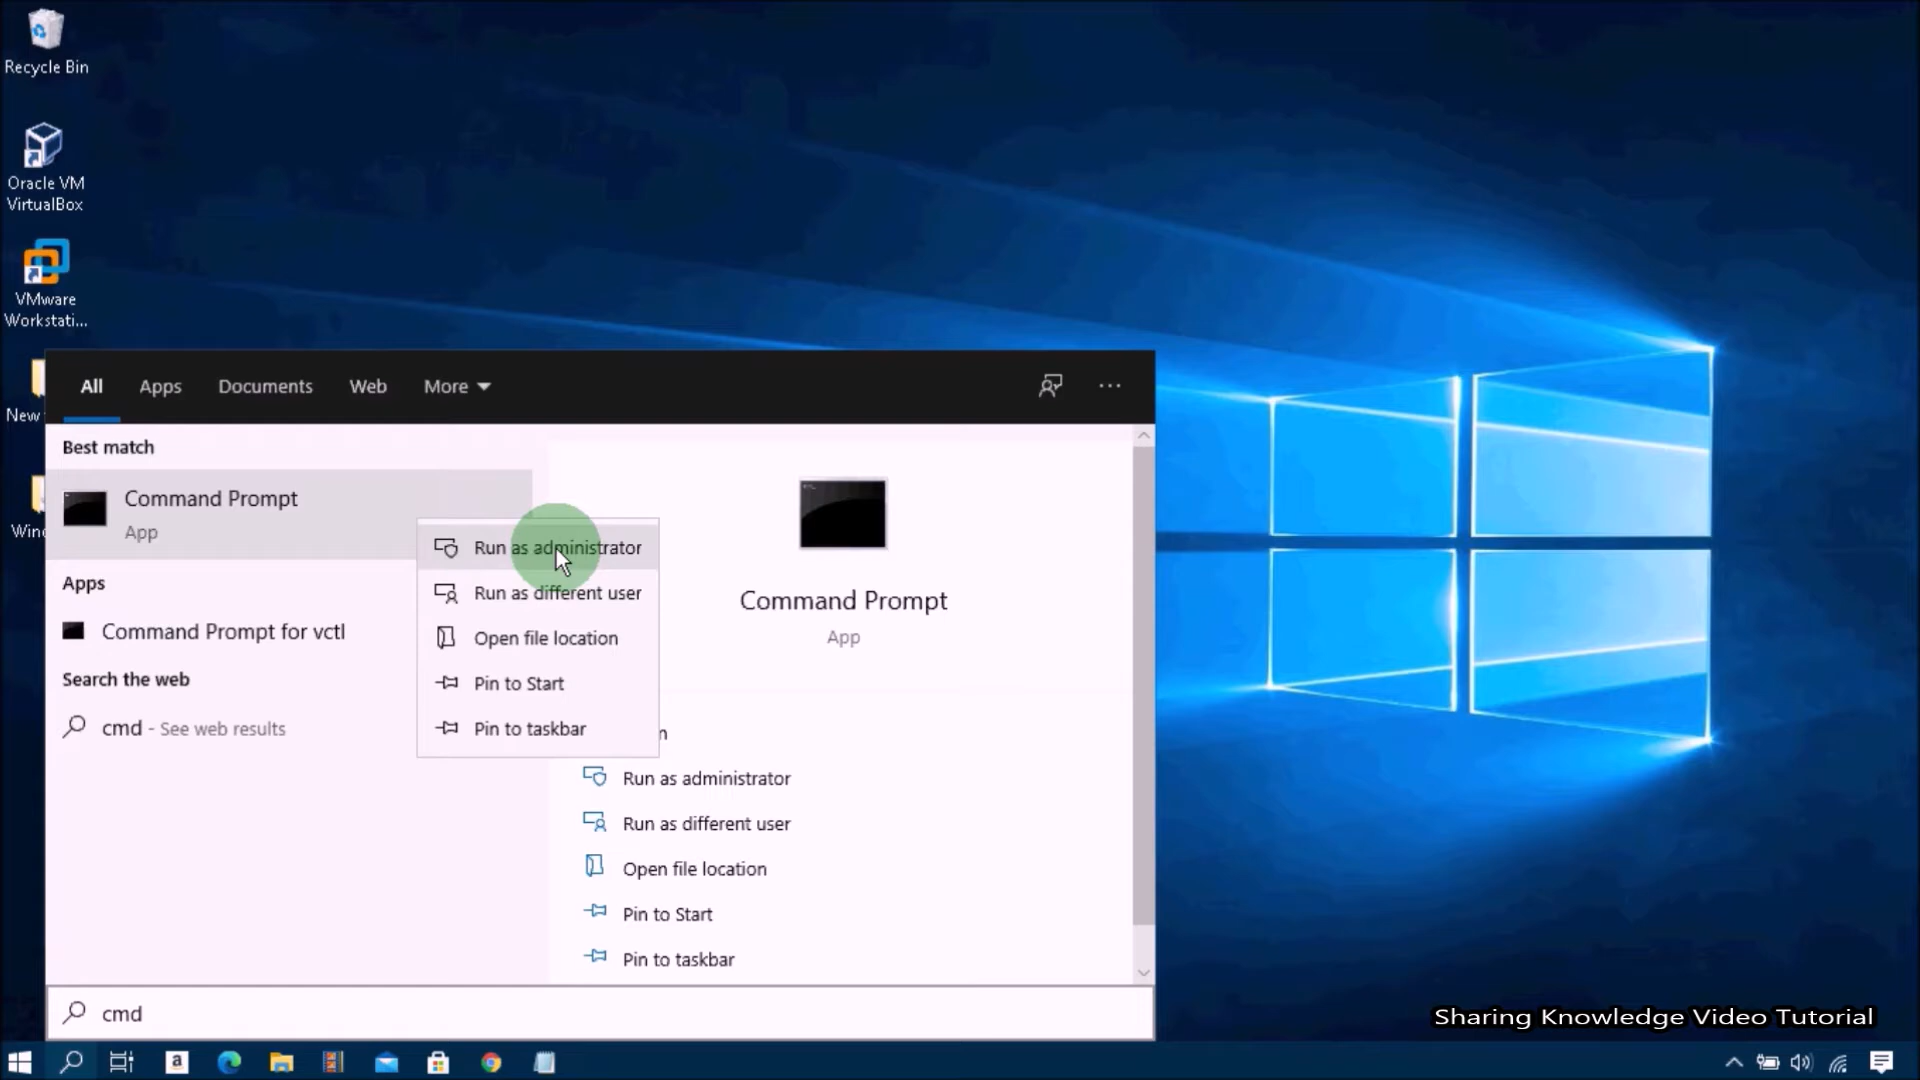 Recycle Bin
Oracle VM
VirtualBox
VMware
Workstati...
New
Wind
All Apps Documents Web More
Best match
Command Prompt
App
Apps
Command Prompt for vctl
Search the web
cmd - See web results
Run as administrator
Run as different user
Open file location
Pin to Start
Pin to taskbar
Command Prompt
App
n
Run as administrator
Run as different user
Open file location
Pin to Start
Pin to taskbar
cmd
Sharing Knowledge Video Tutorial
a